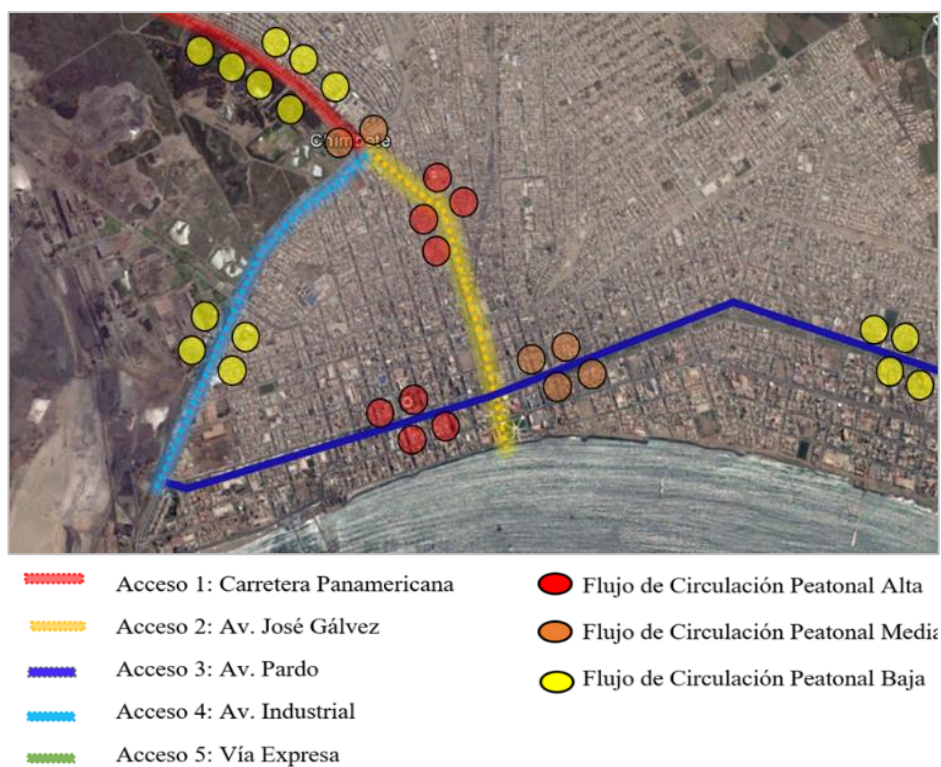 Chimbote
Acceso 1: Carretera Panamericana
Acceso 2: Av. José Gálvez
Acceso 3: Av. Pardo
Acceso 4: Av. Industrial
Acceso 5: Vía Expresa
Flujo de Circulación Peatonal Alta
Flujo de Circulación Peatonal Media
Flujo de Circulación Peatonal Baja